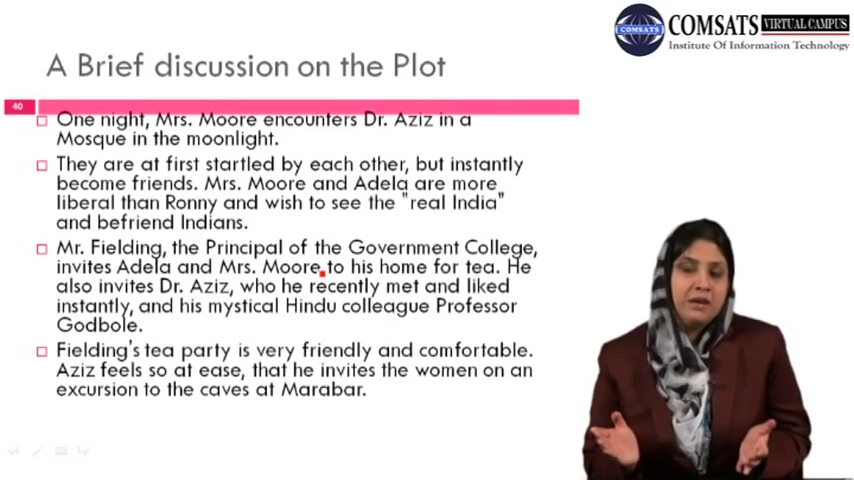 COMSATS VIRTUAL CAMPUS
Institute Of Information Technology
COMSATS
A Brief discussion on the Plot
40
One night, Mrs. Moore encounters Dr. Aziz in a
Mosque in the moonlight.
They are at first startled by each other, but instantly
become friends. Mrs. Moore and Adela are more
liberal than Ronny and wish to see the "real India"
and befriend Indians.
Mr. Fielding, the Principal of the Government College,
invites Adela and Mrs. Moore to his home for tea. He
also invites Dr. Aziz, who he recently met and liked
instantly, and his mystical Hindu colleague Professor
Godbole.
Fielding's tea party is very friendly and comfortable.
Aziz feels so at ease, that he invites the women on an
excursion to the caves at Marabar.